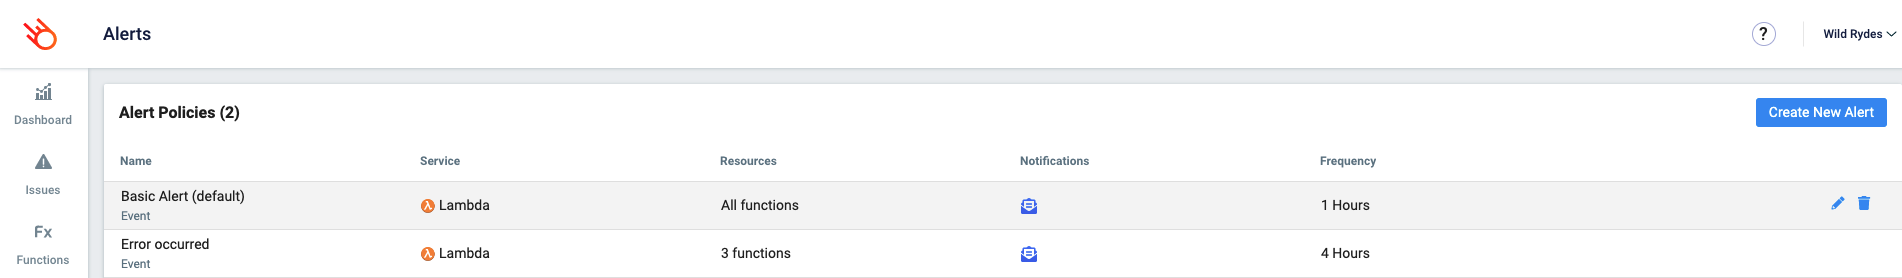 Alerts
?
Wild Rydes
Dashboard
Issues
Fx
Functions
Alert Policies (2)
Create New Alert
Name Service Resources Notifications Frequency
Basic Alert (default)
Event
λ Lambda All functions 1 Hours
Error occurred
Event
λ Lambda 3 functions 4 Hours